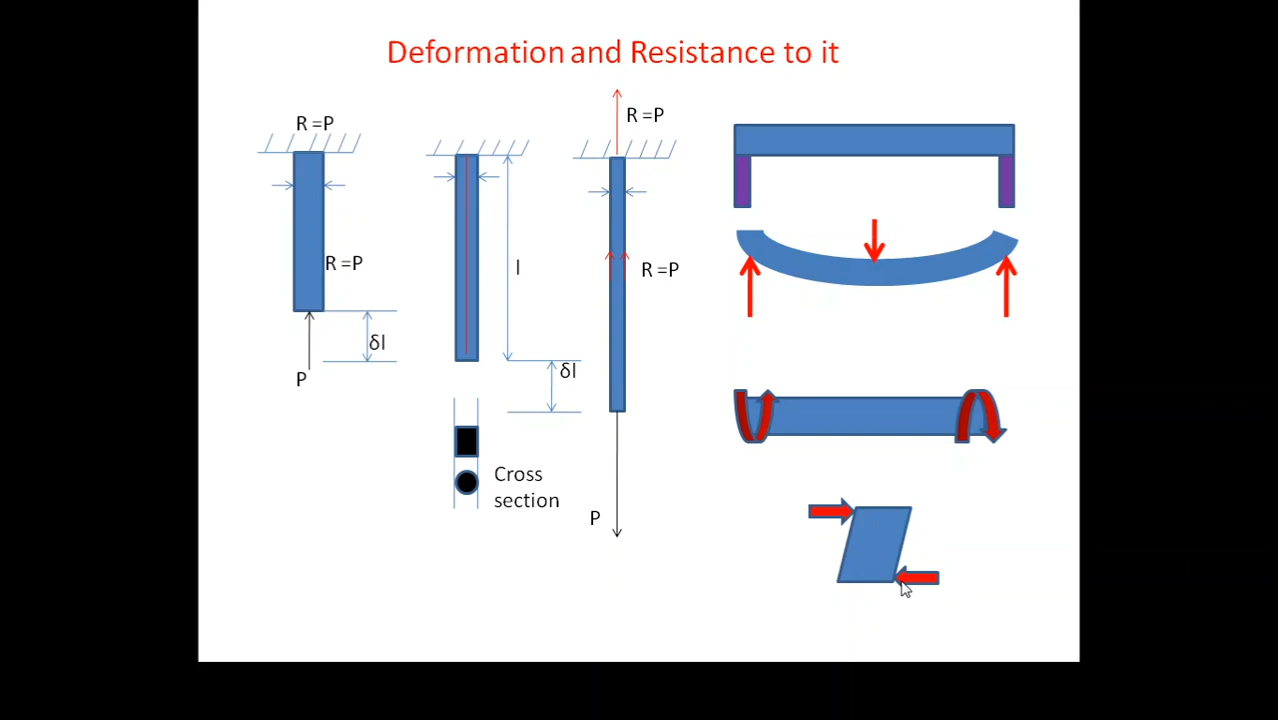 Deformation and Resistance to it
R =P
R =P
δl
P
l
δl
Cross
section
R =P
R =P
P